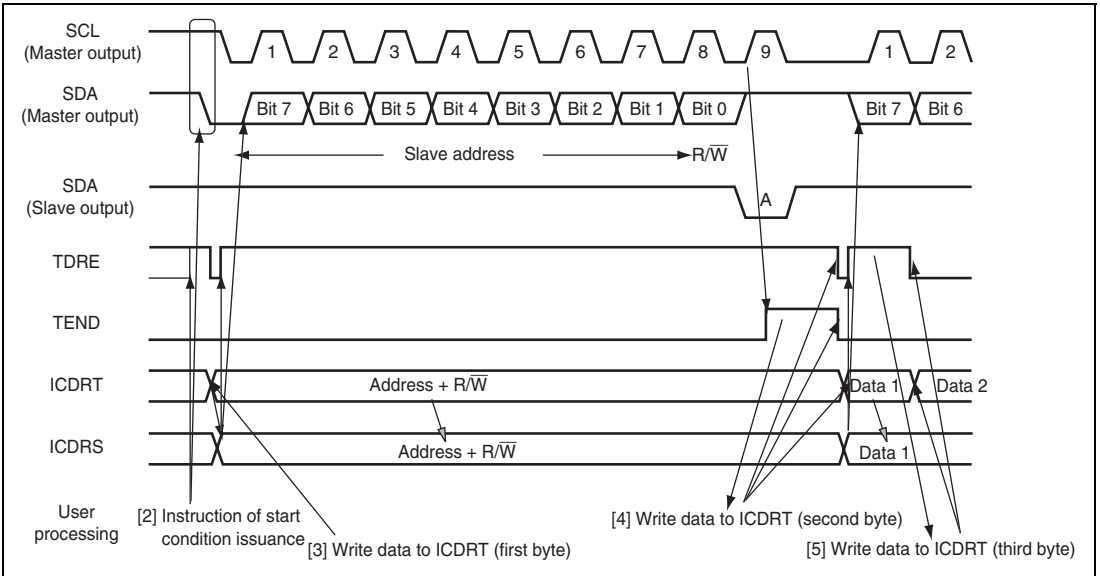 SCL
(Master output)
1 2 3 4 5 6 7 8 9 1 2
SDA
(Master output)
Bit 7 Bit 6 Bit 5 Bit 4 Bit 3 Bit 2 Bit 1 Bit 0 Bit 7 Bit 6
Slave address R/W̅
SDA
(Slave output)
A
TDRE
TEND
ICDRT
Address + R/W̅ Data 1 Data 2
ICDRS
Address + R/W̅ Data 1
User
processing
[2] Instruction of start
condition issuance
[3] Write data to ICDRT (first byte)
[4] Write data to ICDRT (second byte)
[5] Write data to ICDRT (third byte)